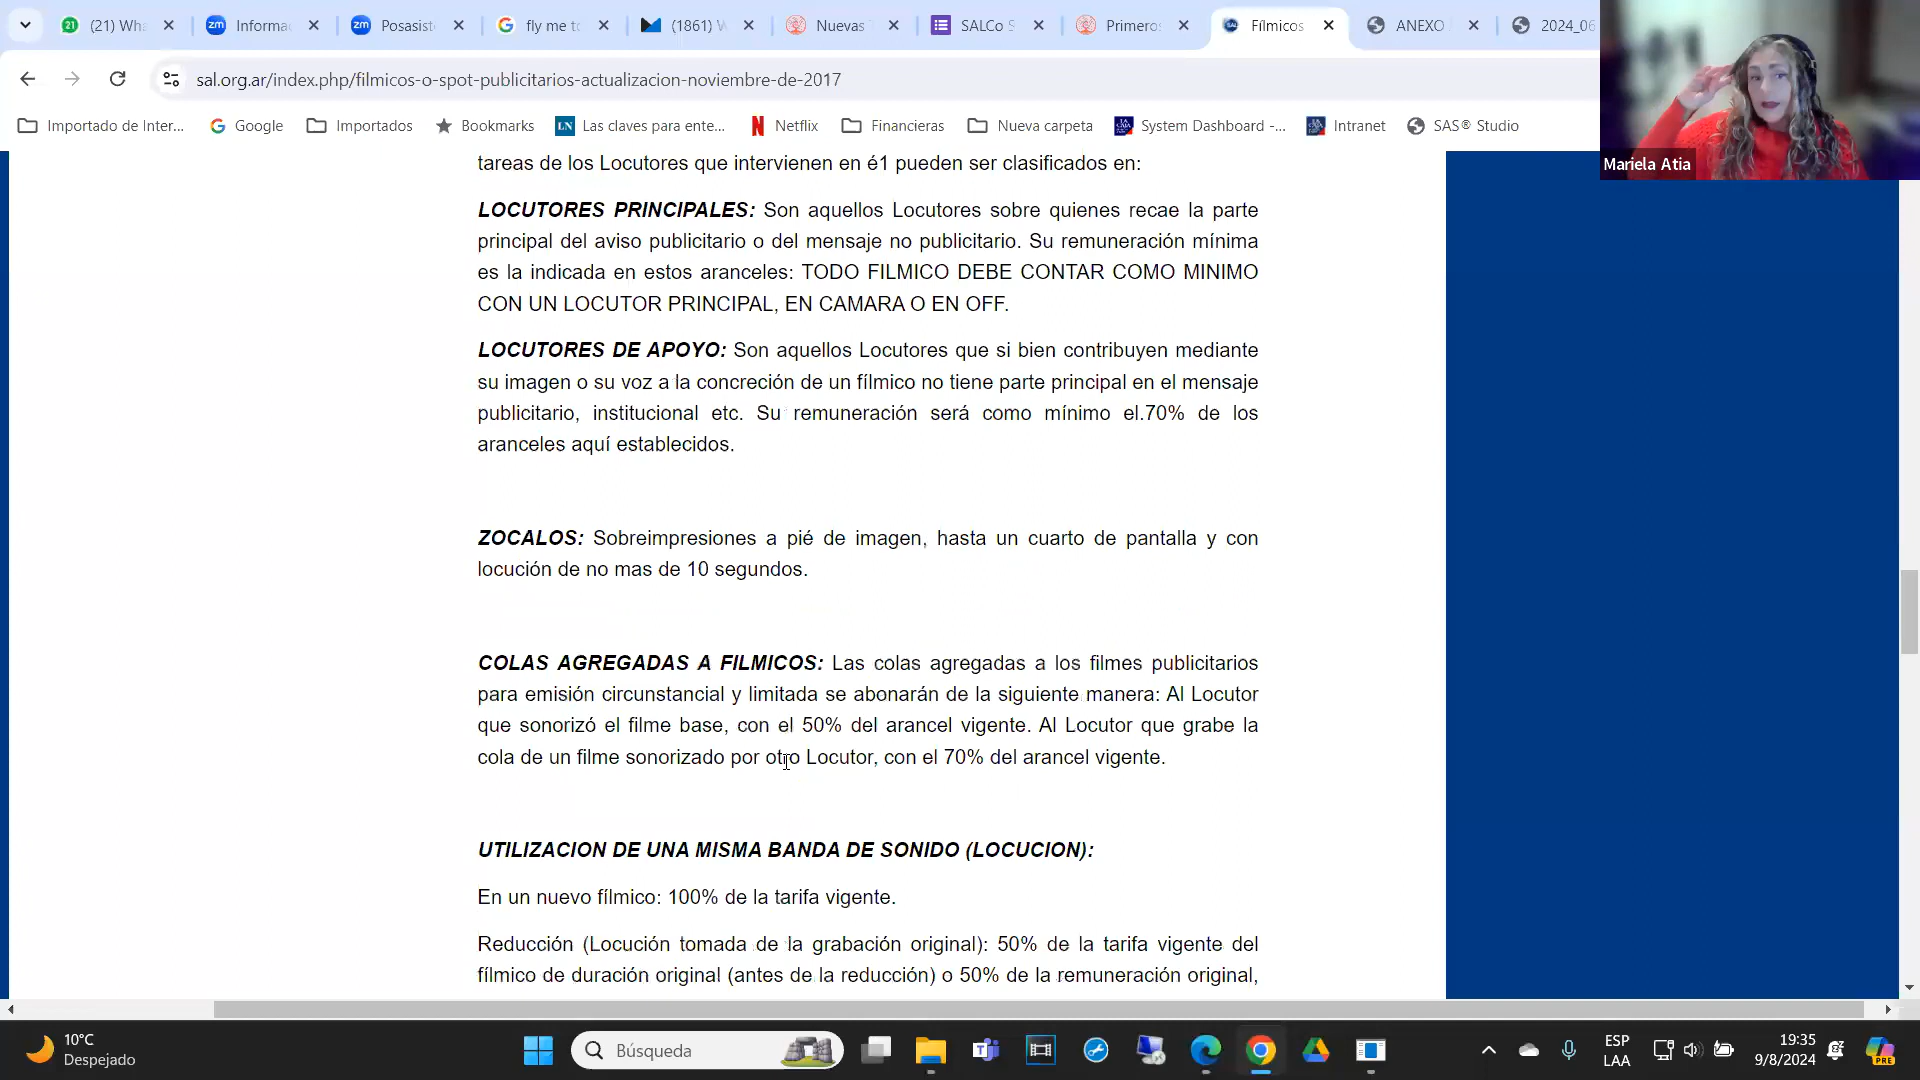 (21) Wha
Informa
Posasist
fly me to
(1861) W
Nuevas T
SALCo S
Primeros
Fílmicos
ANEXO
2024_06
sal.org.ar/index.php/filmicos-o-spot-publicitarios-actualizacion-noviembre-de-2017
Importado de Inter...
Google
Importados
Bookmarks
Las claves para ente...
Netflix
Financieras
Nueva carpeta
System Dashboard -...
Intranet
SAS® Studio
Mariela Atia
tareas de los Locutores que intervienen en é1 pueden ser clasificados en:
LOCUTORES PRINCIPALES: Son aquellos Locutores sobre quienes recae la parte
principal del aviso publicitario o del mensaje no publicitario. Su remuneración mínima
es la indicada en estos aranceles: TODO FILMICO DEBE CONTAR COMO MINIMO
CON UN LOCUTOR PRINCIPAL, EN CAMARA O EN OFF.
LOCUTORES DE APOYO: Son aquellos Locutores que si bien contribuyen mediante
su imagen o su voz a la concreción de un fílmico no tiene parte principal en el mensaje
publicitario, institucional etc. Su remuneración será como mínimo el.70% de los
aranceles aquí establecidos.
ZOCALOS: Sobreimpresiones a pié de imagen, hasta un cuarto de pantalla y con
locución de no mas de 10 segundos.
COLAS AGREGADAS A FILMICOS: Las colas agregadas a los filmes publicitarios
para emisión circunstancial y limitada se abonarán de la siguiente manera: Al Locutor
que sonorizó el filme base, con el 50% del arancel vigente. Al Locutor que grabe la
cola de un filme sonorizado por otro Locutor, con el 70% del arancel vigente.
UTILIZACION DE UNA MISMA BANDA DE SONIDO (LOCUCION):
En un nuevo fílmico: 100% de la tarifa vigente.
Reducción (Locución tomada de la grabación original): 50% de la tarifa vigente del
fílmico de duración original (antes de la reducción) o 50% de la remuneración original,
10°C
Despejado
Búsqueda
ESP
LAA
19:35
9/8/2024